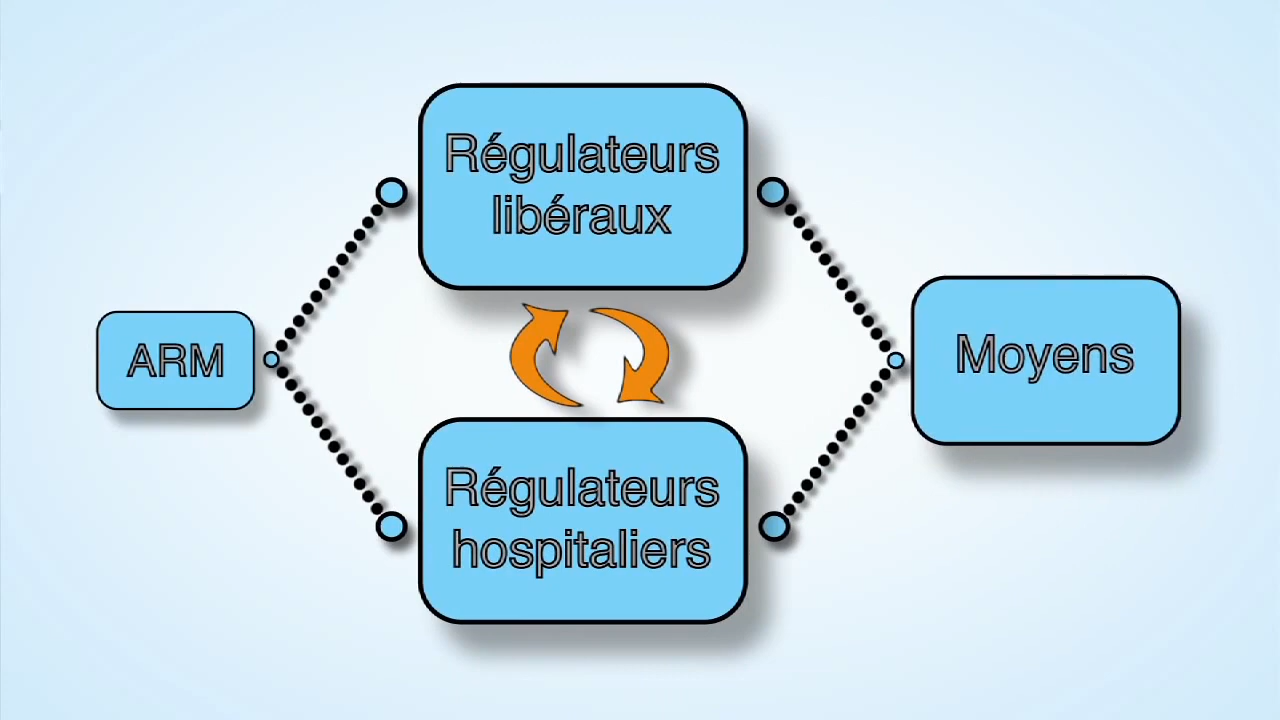 Régulateurs
libéraux
ARM
Moyens
Régulateurs
hospitaliers